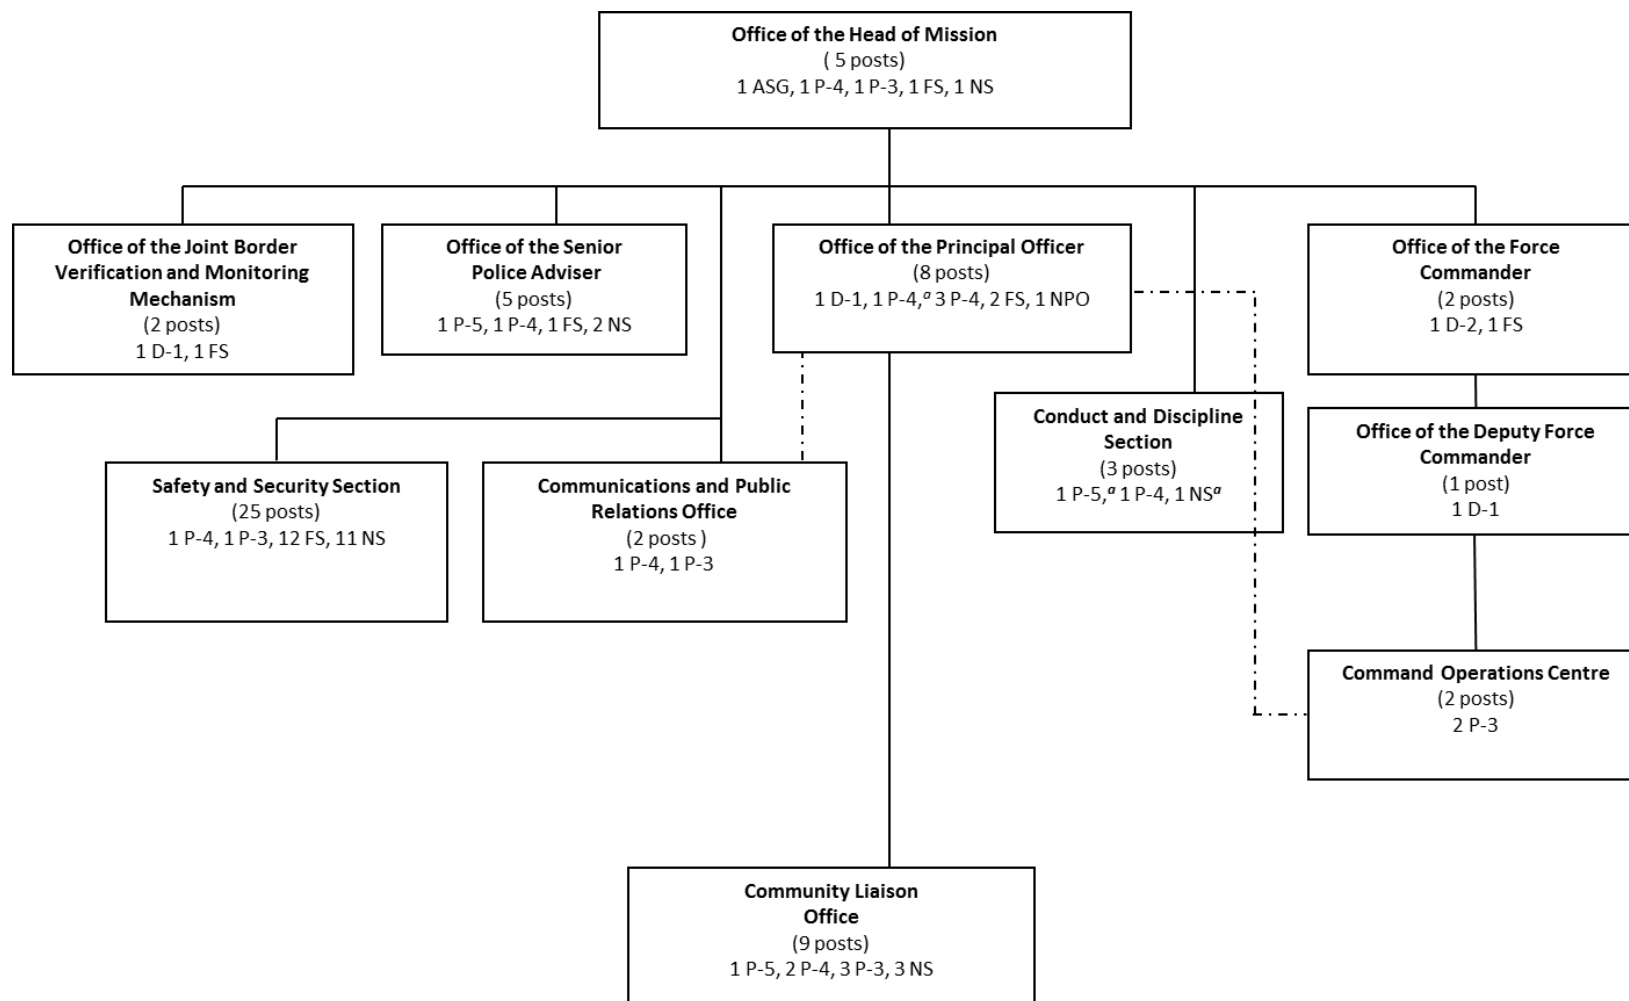 Office of the Head of Mission
( 5 posts)
1 ASG, 1 P-4, 1 P-3, 1 FS, 1 NS
Office of the Joint Border
Verification and Monitoring
Mechanism
(2 posts)
1 D-1, 1 FS
Office of the Senior
Police Adviser
(5 posts)
1 P-5, 1 P-4, 1 FS, 2 NS
Office of the Principal Officer
(8 posts)
1 D-1, 1 P-4,ª 3 P-4, 2 FS, 1 NPO
Office of the Force
Commander
(2 posts)
1 D-2, 1 FS
Conduct and Discipline
Section
(3 posts)
1 P-5,ª 1 P-4, 1 NSª
Office of the Deputy Force
Commander
(1 post)
1 D-1
Safety and Security Section
(25 posts)
1 P-4, 1 P-3, 12 FS, 11 NS
Communications and Public
Relations Office
(2 posts )
1 P-4, 1 P-3
Command Operations Centre
(2 posts)
2 P-3
Community Liaison
Office
(9 posts)
1 P-5, 2 P-4, 3 P-3, 3 NS